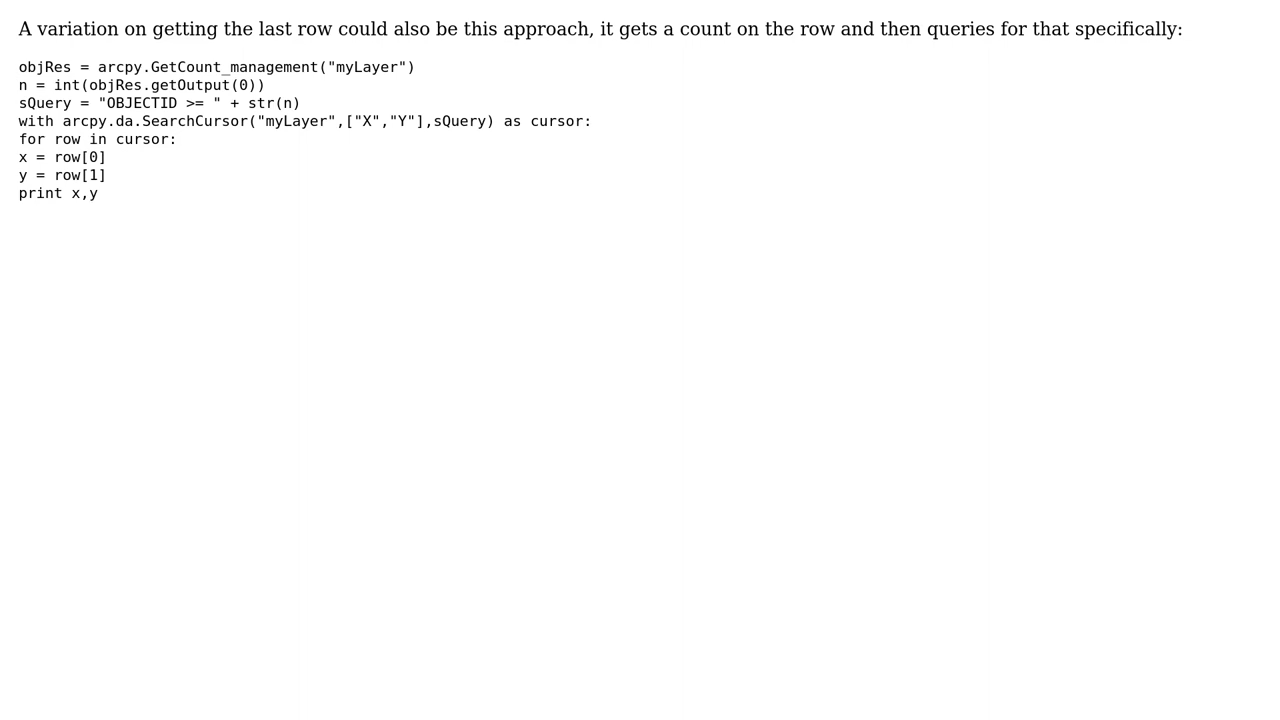 A variation on getting the last row could also be this approach, it gets a count on the row and then queries for that specifically:
objRes = arcpy.GetCount_management("myLayer")
n = int(objRes.getOutput(0))
sQuery = "OBJECTID >= " + str(n)
with arcpy.da.SearchCursor("myLayer",["X","Y"],sQuery) as cursor:
for row in cursor:
x = row[0]
y = row[1]
print x,y